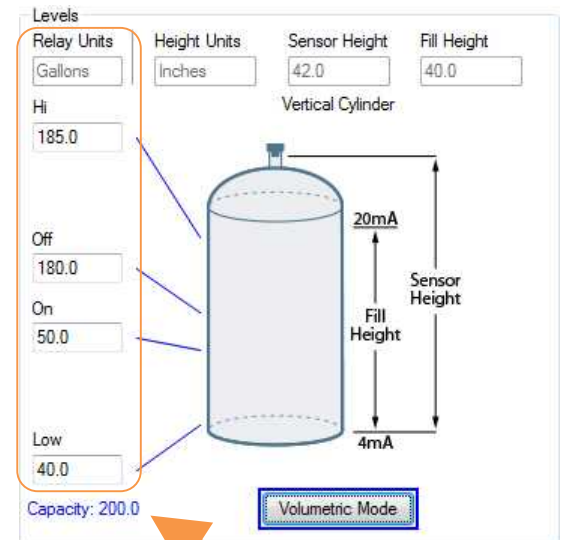 Levels
Relay Units Height Units Sensor Height Fill Height
Gallons Inches 42.0 40.0
Hi Vertical Cylinder
185.0
20mA
Off
180.0
Sensor
Height
On
Fill
Height
50.0
Low
4mA
40.0
Capacity: 200.0 Volumetric Mode